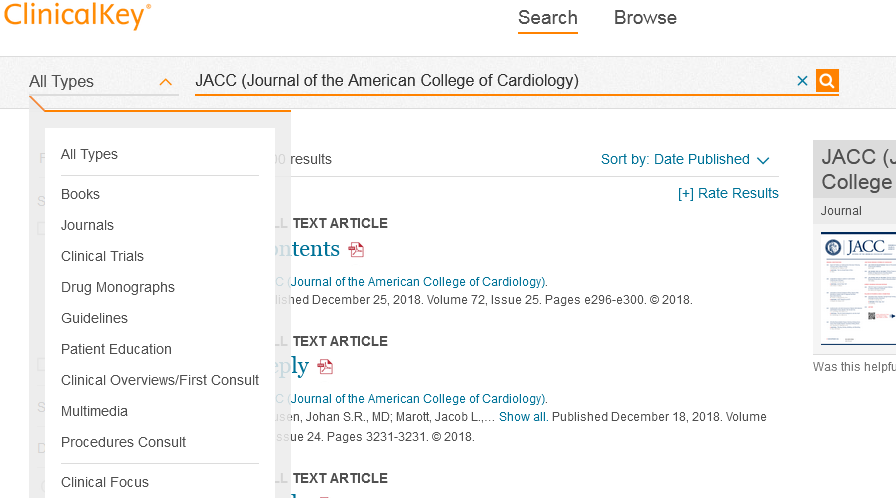 ClinicalKey®
Search Browse
All Types JACC (Journal of the American College of Cardiology)
All Types
Books
Journals
Clinical Trials
Drug Monographs
Guidelines
Patient Education
Clinical Overviews/First Consult
Multimedia
Procedures Consult
Clinical Focus
results
Sort by: Date Published
[+] Rate Results
LL TEXT ARTICLE
ontents
C (Journal of the American College of Cardiology).
ished December 25, 2018. Volume 72, Issue 25. Pages e296-e300. © 2018.
LL TEXT ARTICLE
eply
C (Journal of the American College of Cardiology).
usen, Johan S.R., MD; Marott, Jacob L.,... Show all. Published December 18, 2018. Volume
ssue 24. Pages 3231-3231. © 2018.
LL TEXT ARTICLE
JACC (J
College
Journal
JACC
Was this helpfu